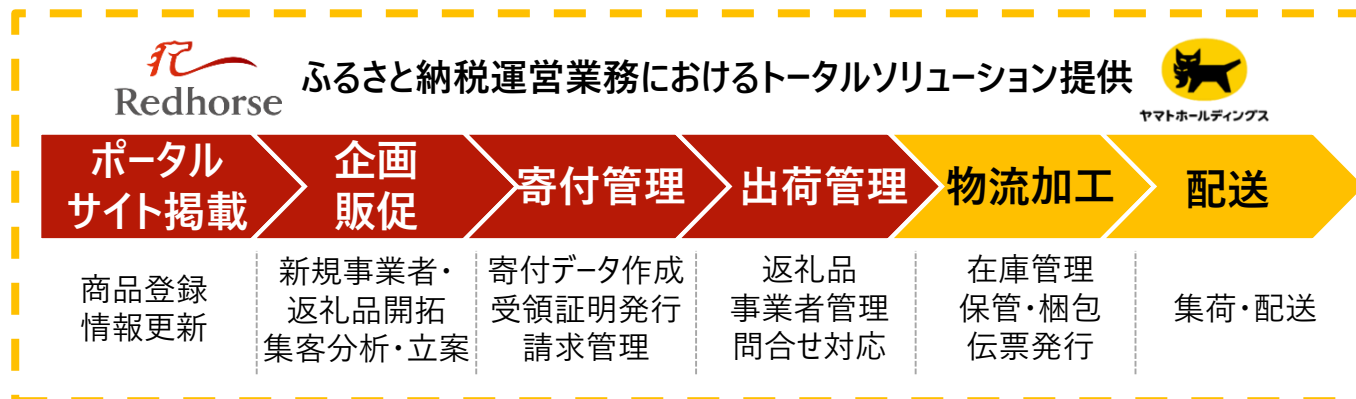 Redhorse
ふるさと納税運営業務におけるトータルソリューション提供
ヤマトホールディングス
ポータル
サイト掲載
企画
販促
寄付管理
出荷管理
物流加工
配送
商品登録
情報更新
新規事業者・
返礼品開拓
集客分析・立案
寄付データ作成
受領証明発行
請求管理
返礼品
事業者管理
問合せ対応
在庫管理
保管・梱包
伝票発行
集荷・配送